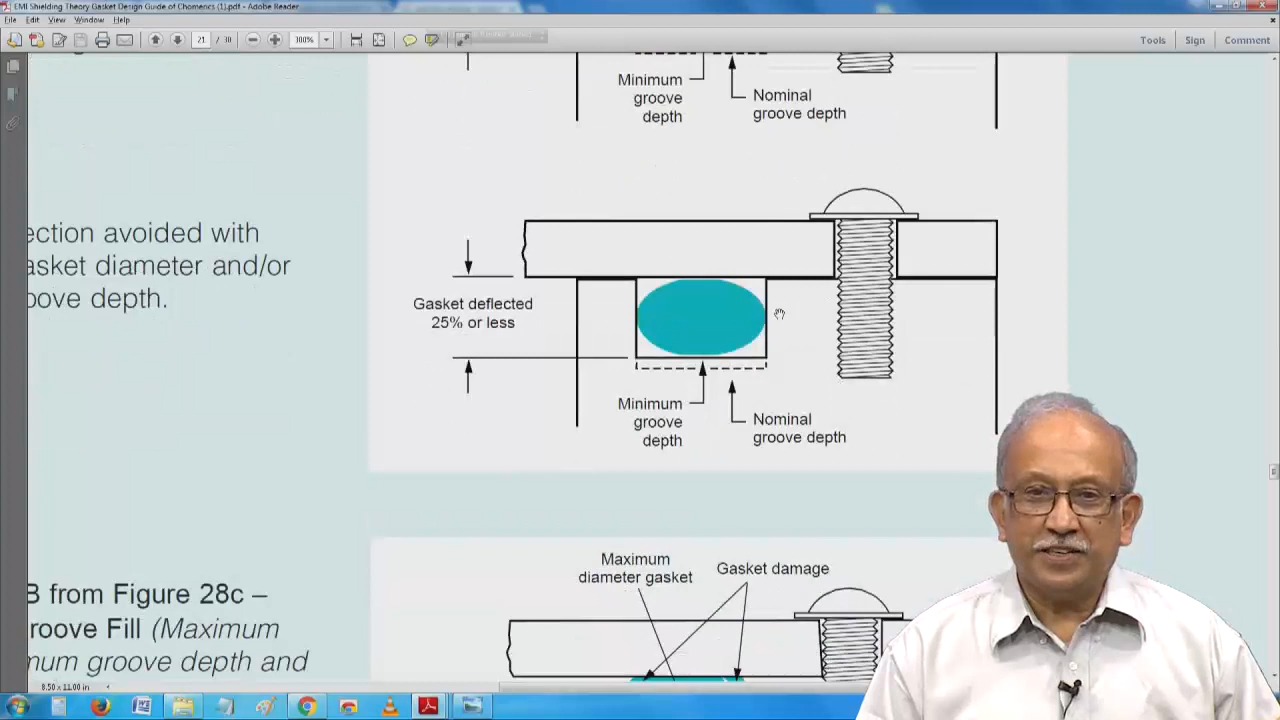 EMI Shielding Theory Gasket Design Guide of Chomerics (1).pdf - Adobe Reader
File Edit View Window Help
21 / 30
300%
Tools Sign Comment
Minimum
groove
depth
Nominal
groove depth
ection avoided with
asket diameter and/or
oove depth.
Gasket deflected
25% or less
Minimum
groove
depth
Nominal
groove depth
Maximum
diameter gasket
Gasket damage
B from Figure 28c –
roove Fill (Maximum
mum groove depth and
8.50 x 11.00 in